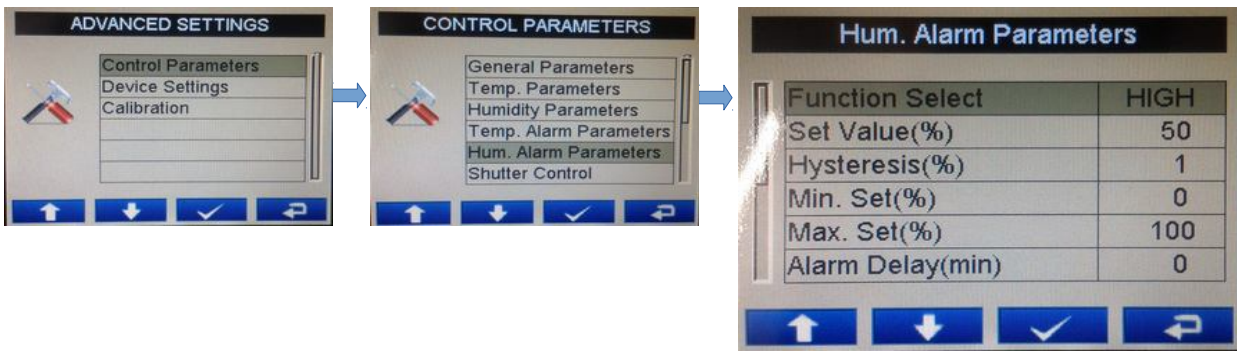 ADVANCED SETTINGS
Control Parameters
Device Settings
Calibration
CONTROL PARAMETERS
General Parameters
Temp. Parameters
Humidity Parameters
Temp. Alarm Parameters
Hum. Alarm Parameters
Shutter Control
Hum. Alarm Parameters
Function Select HIGH
Set Value(%) 50
Hysteresis(%) 1
Min. Set(%) 0
Max. Set(%) 100
Alarm Delay(min) 0